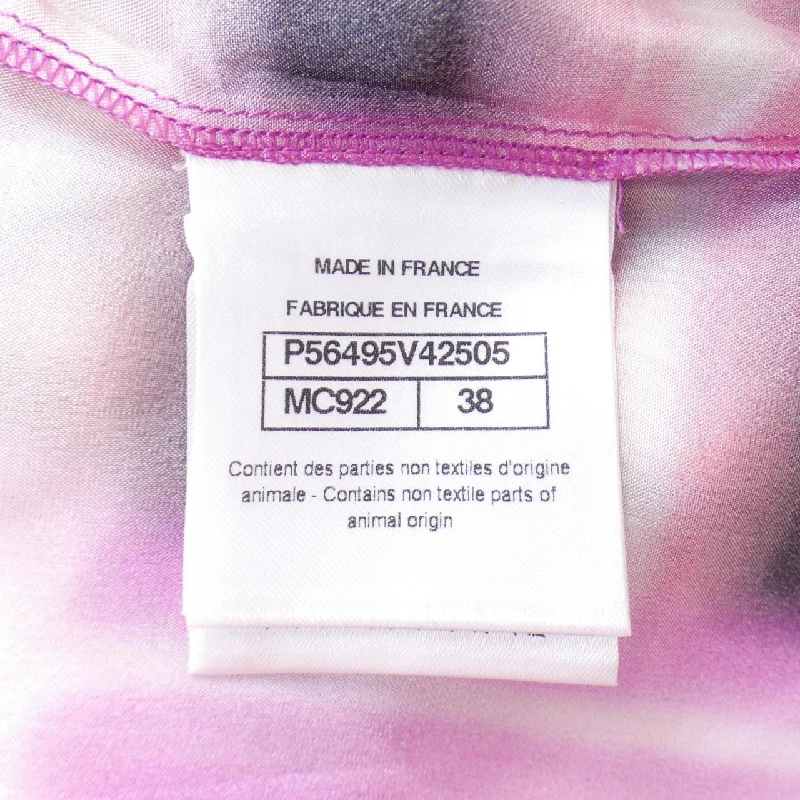 MADE IN FRANCE
FABRIQUE EN FRANCE
P56495V42505
MC922 38
Contient des parties non textiles d'origine
animale - Contains non textile parts of
animal origin